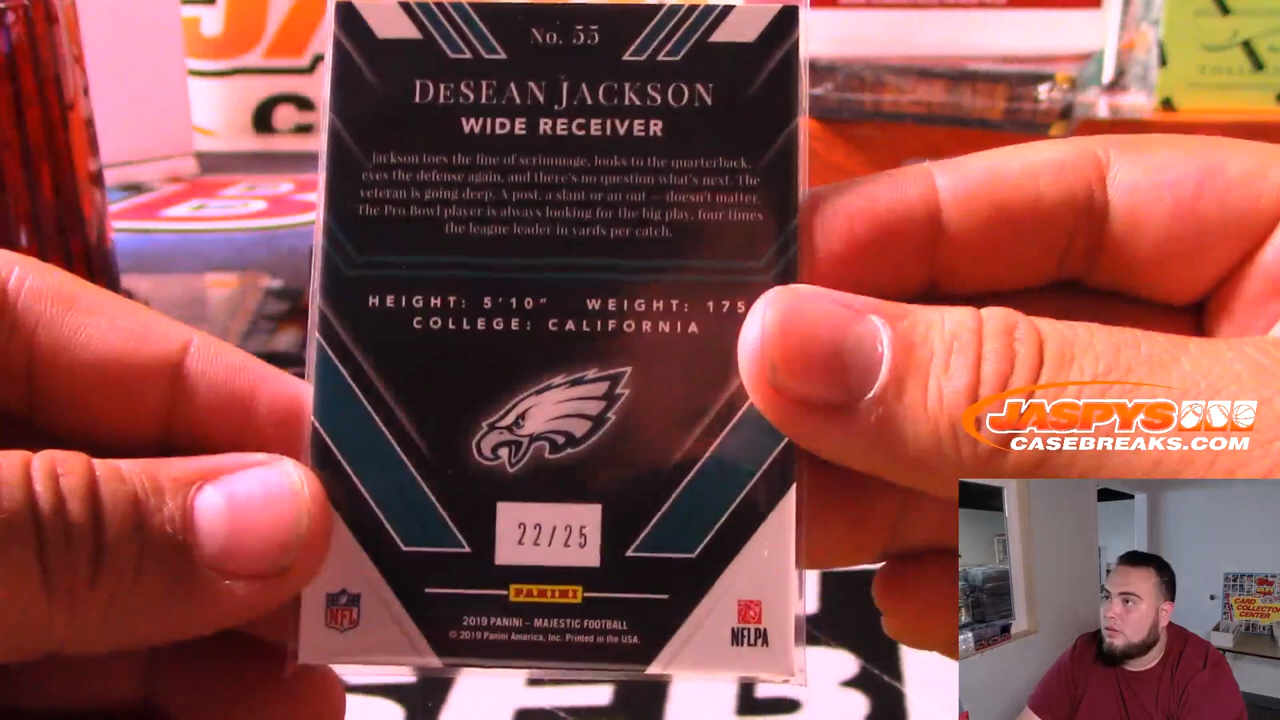 No. 55
DeSEAN JACKSON
WIDE RECEIVER
Jackson toes the line of scrimmage, looks to the quarterback,
eyes the defense again, and there's no question what's next. The
veteran is going deep. A post, a slant or an out — doesn't matter.
The Pro Bowl player is always looking for the big play, four times
the league leader in yards per catch.
HEIGHT: 5'10" WEIGHT: 175
COLLEGE: CALIFORNIA
22/25
PANINI
NFL
2019 PANINI – MAJESTIC FOOTBALL
© 2019 Panini America, Inc. Printed in the USA.
NFLPA
JASPYS
CASEBREAKS.COM
Topps
CARD
COLLECTOR
CENTER